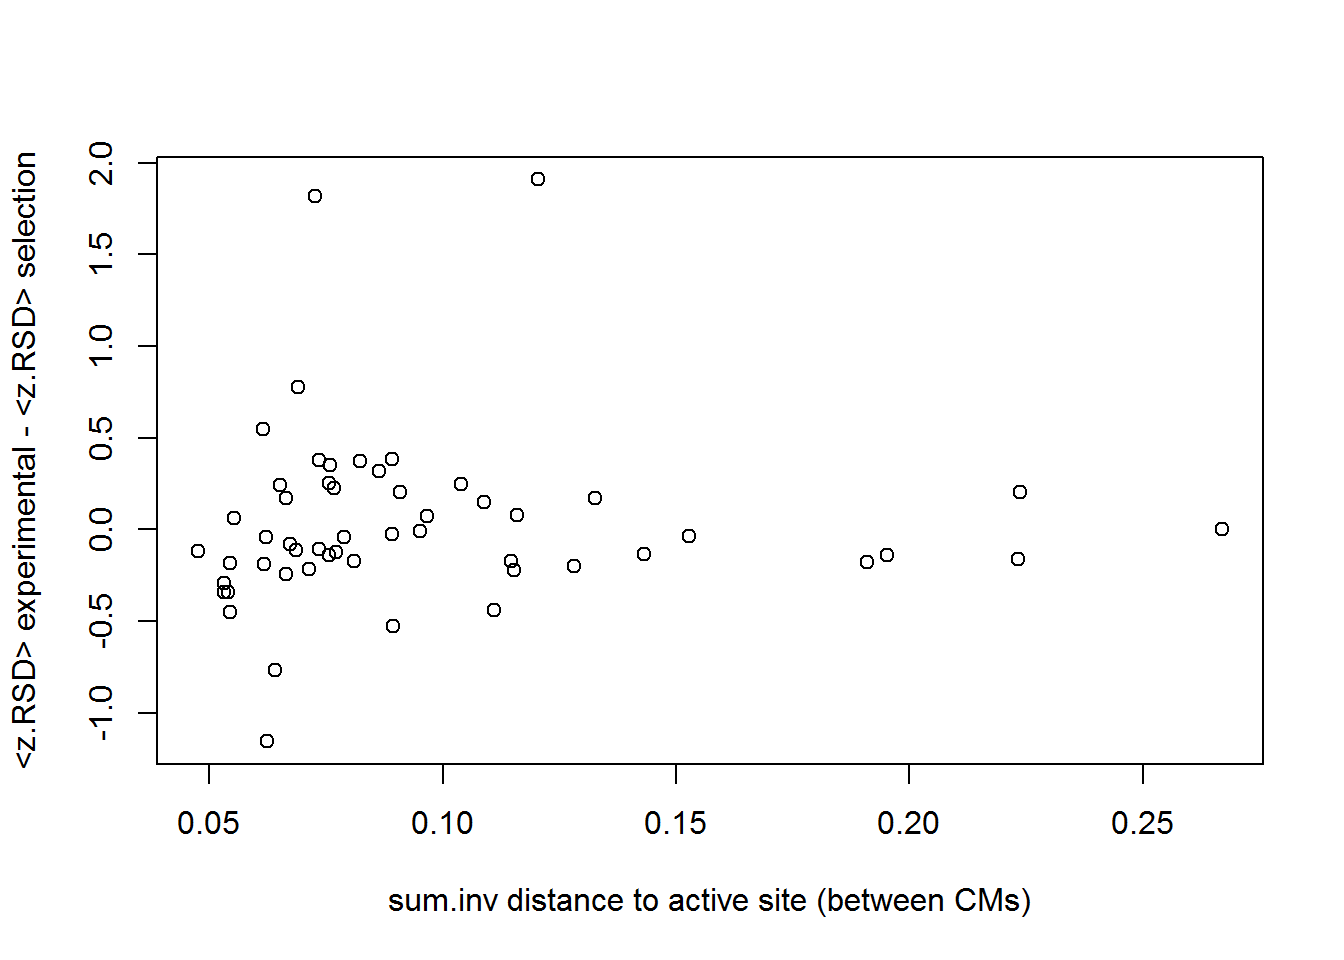 <z.RSD> experimental - <z.RSD> selection
2.0
1.5
1.0
0.5
0.0
-0.5
-1.0
0.05 0.10 0.15 0.20 0.25
sum.inv distance to active site (between CMs)